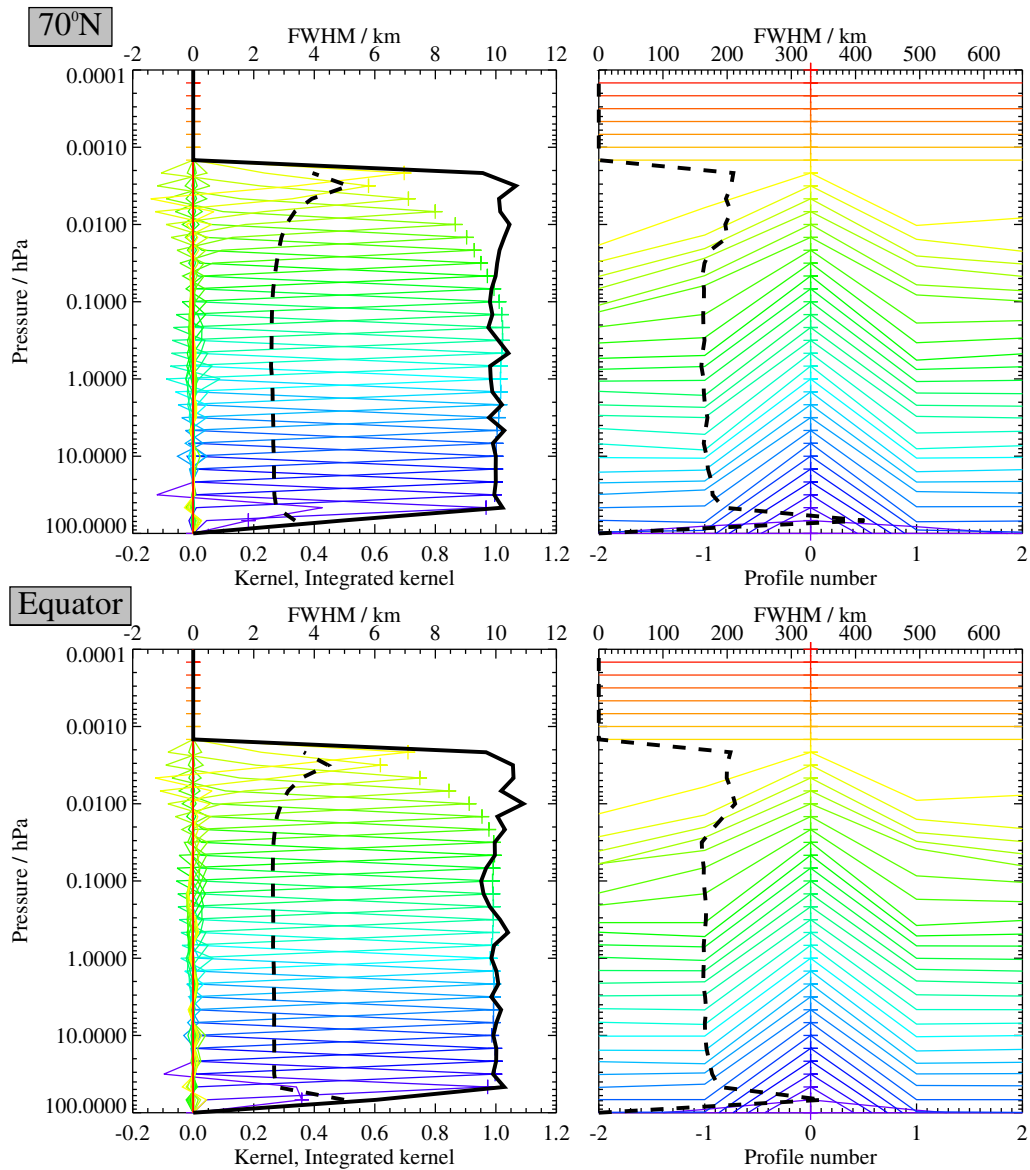 70⁰N
FWHM / km FWHM / km
-2 0 2 4 6 8 10 12 0 100 200 300 400 500 600
0.0001
0.0010
0.0100
0.1000
1.0000
10.0000
100.0000
Pressure / hPa
-0.2 0.0 0.2 0.4 0.6 0.8 1.0 1.2 -2 -1 0 1 2
Kernel, Integrated kernel Profile number
Equator
FWHM / km FWHM / km
-2 0 2 4 6 8 10 12 0 100 200 300 400 500 600
0.0001
0.0010
0.0100
0.1000
1.0000
10.0000
100.0000
Pressure / hPa
-0.2 0.0 0.2 0.4 0.6 0.8 1.0 1.2 -2 -1 0 1 2
Kernel, Integrated kernel Profile number